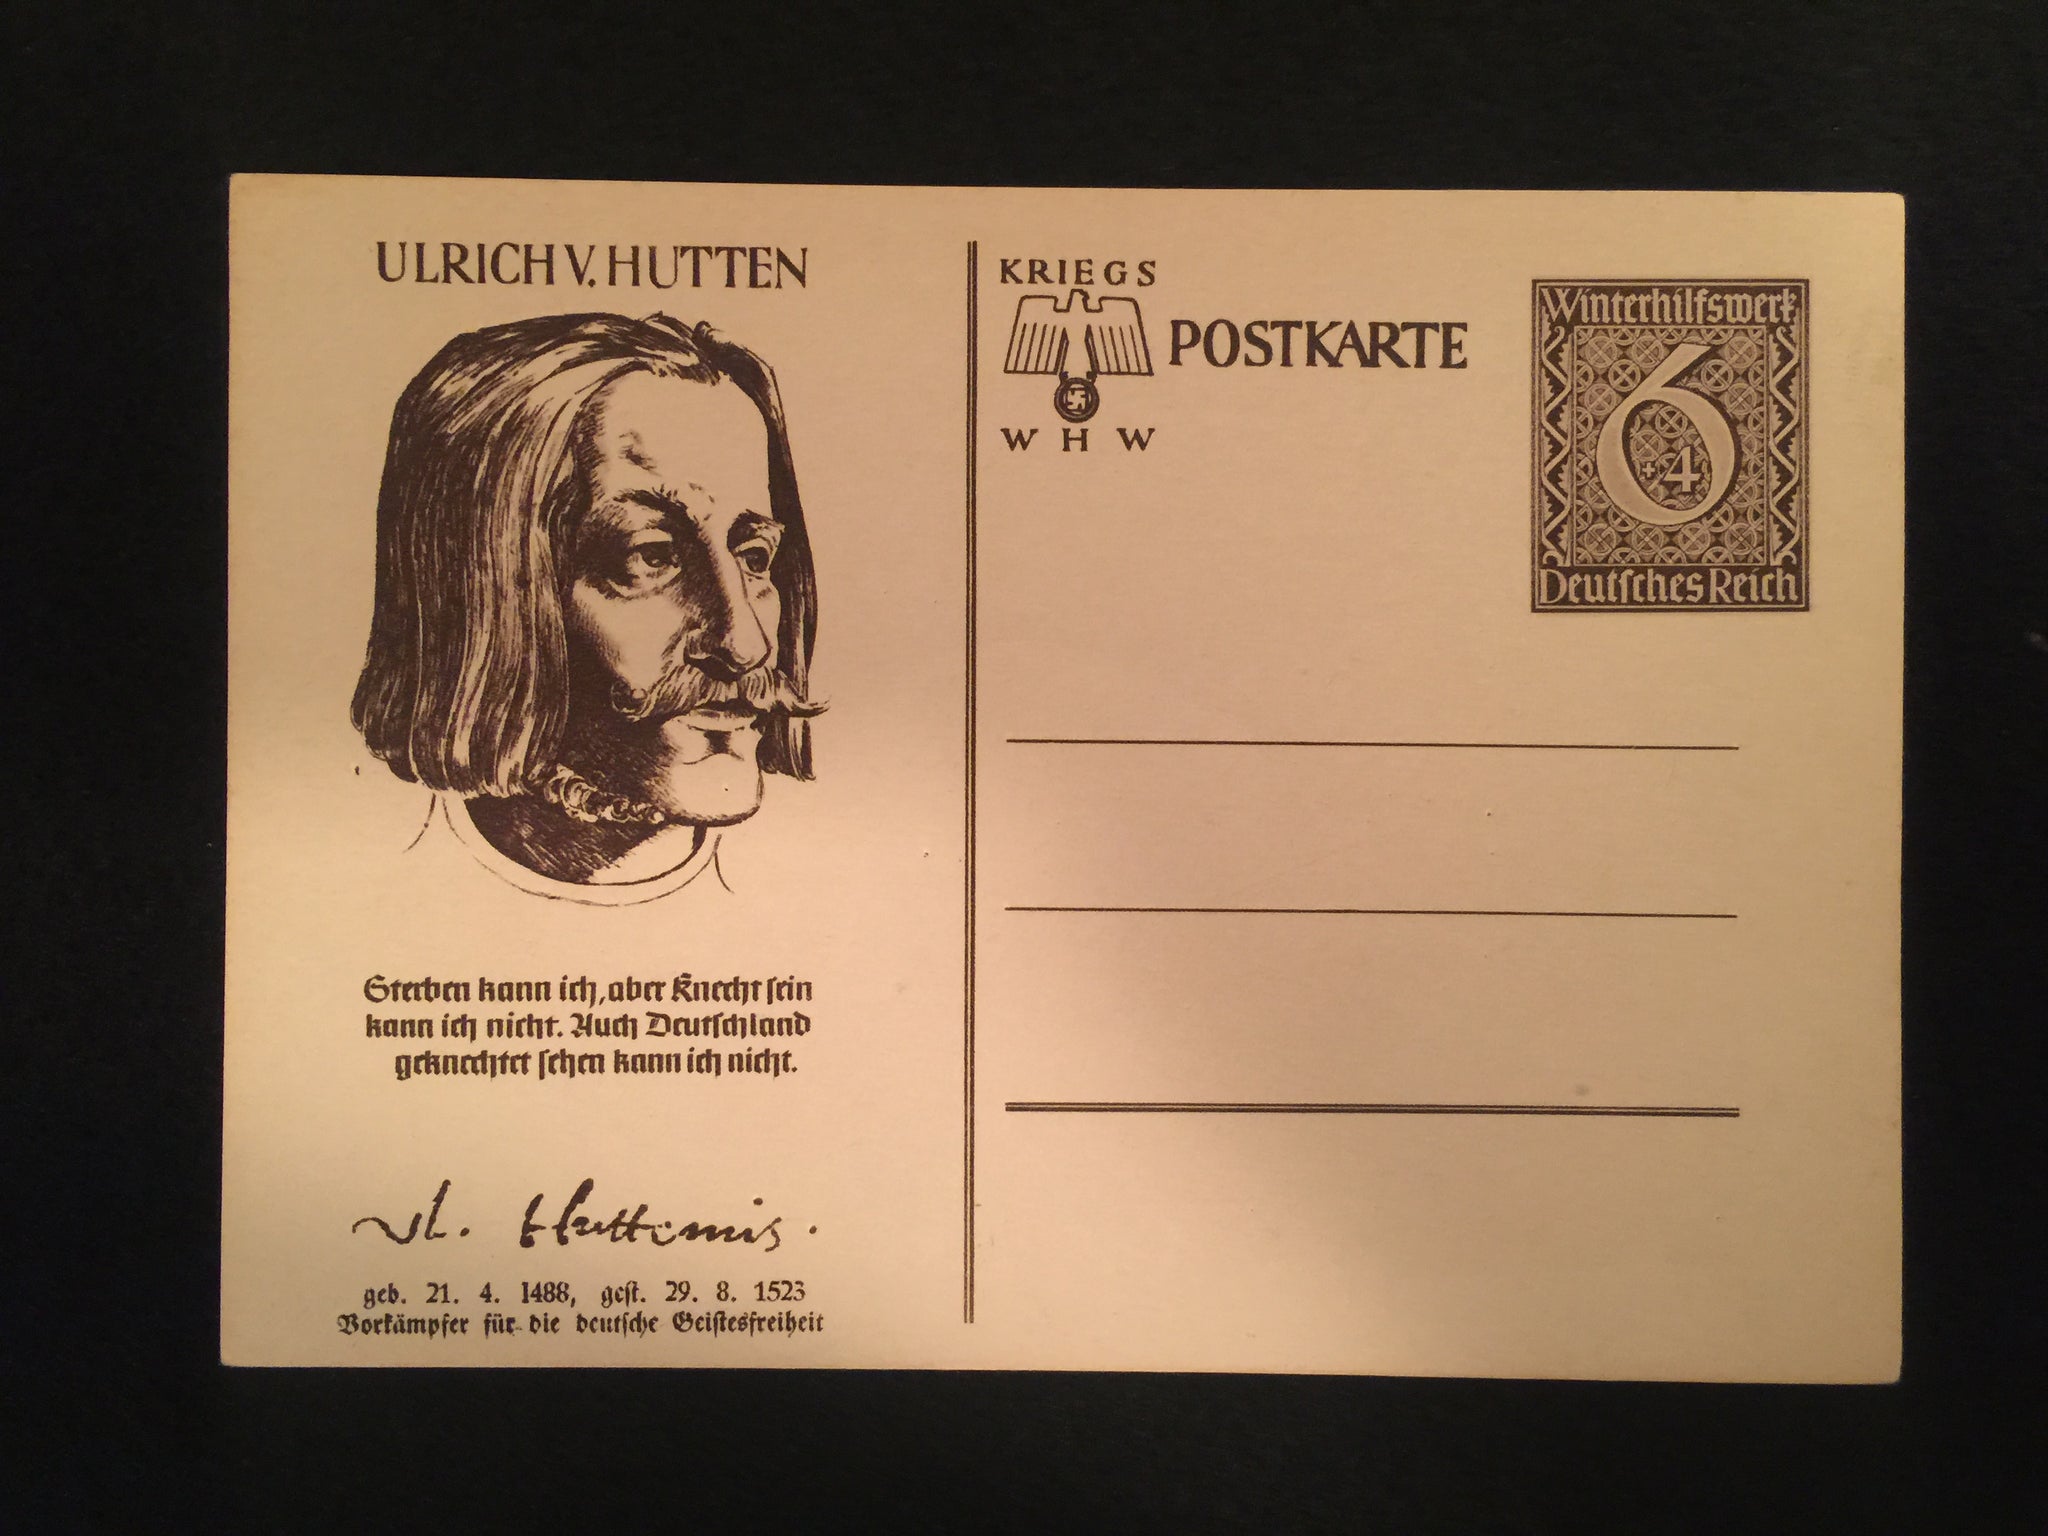 ULRICH V. HUTTEN
Sterben kann ich, aber Knecht sein
kann ich nicht. Auch Deutschland
geknechtet sehen kann ich nicht.
Ul. Huttenus.
geb. 21. 4. 1488, gest. 29. 8. 1523
Vorkämpfer für die deutsche Geistesfreiheit
KRIEGS
POSTKARTE
W H W
Winterhilfswerk
6
+4
Deutsches Reich